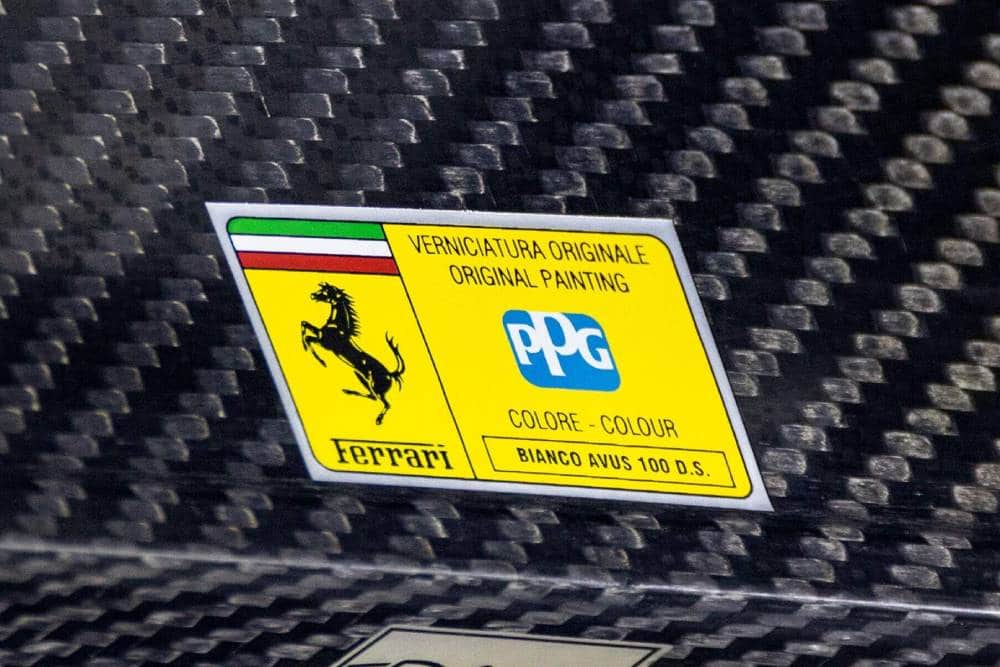 VERNICIATURA ORIGINALE
ORIGINAL PAINTING
PPG
COLORE - COLOUR
BIANCO AVUS 100 D.S.
Ferrari